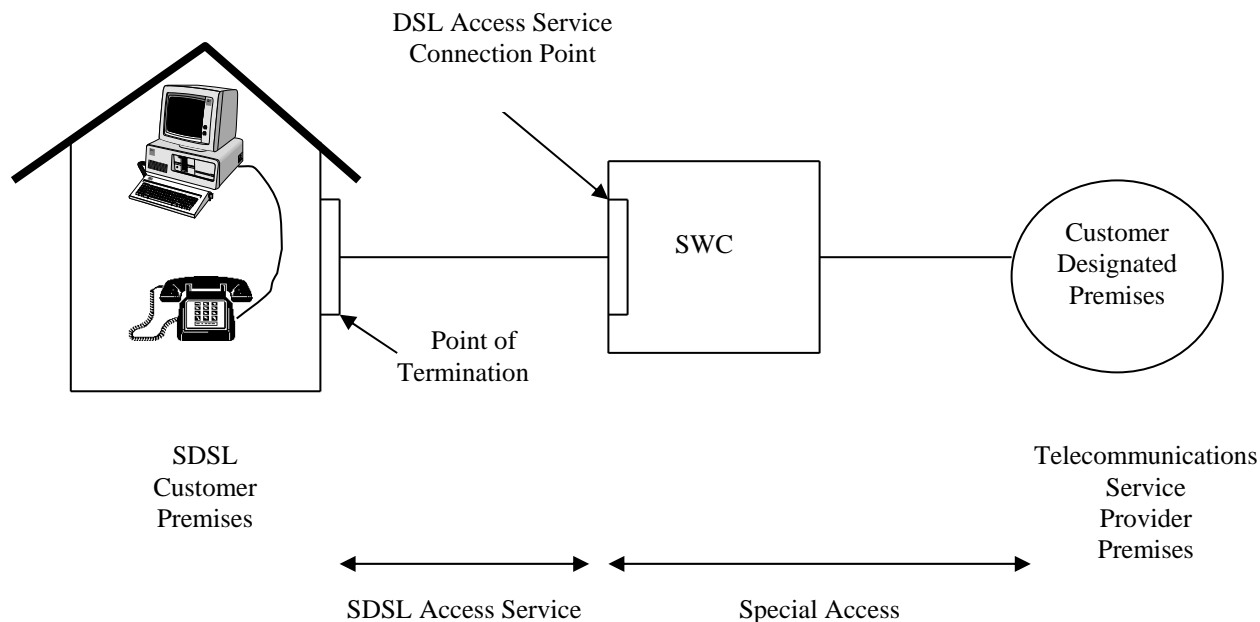 DSL Access Service
Connection Point
SWC
Customer
Designated
Premises
Point of
Termination
SDSL
Customer
Premises
Telecommunications
Service
Provider
Premises
SDSL Access Service
Special Access